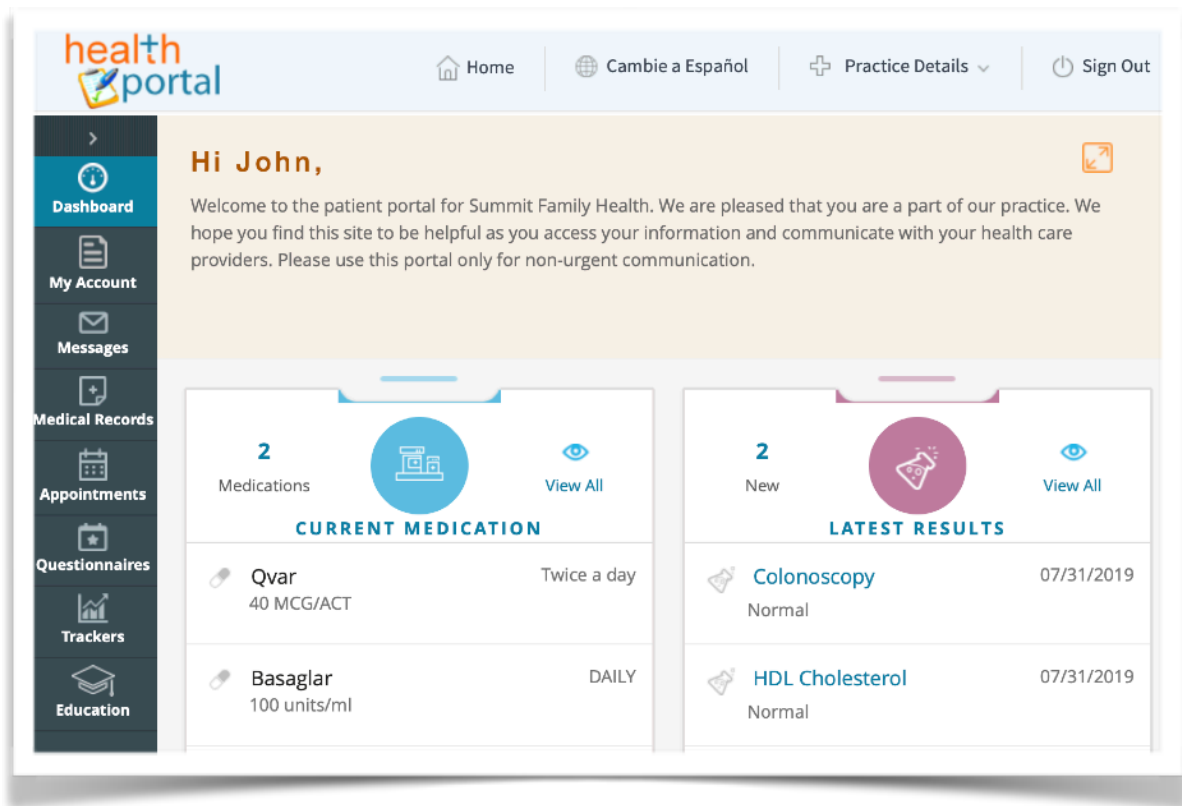 health
portal
Home
Cambie a Español
Practice Details
Sign Out
Dashboard
My Account
Messages
Medical Records
Appointments
Questionnaires
Trackers
Education
Hi John,
Welcome to the patient portal for Summit Family Health. We are pleased that you are a part of our practice. We
hope you find this site to be helpful as you access your information and communicate with your health care
providers. Please use this portal only for non-urgent communication.
2
Medications
View All
CURRENT MEDICATION
Qvar
Twice a day
40 MCG/ACT
Basaglar
DAILY
100 units/ml
2
New
View All
LATEST RESULTS
Colonoscopy
07/31/2019
Normal
HDL Cholesterol
07/31/2019
Normal